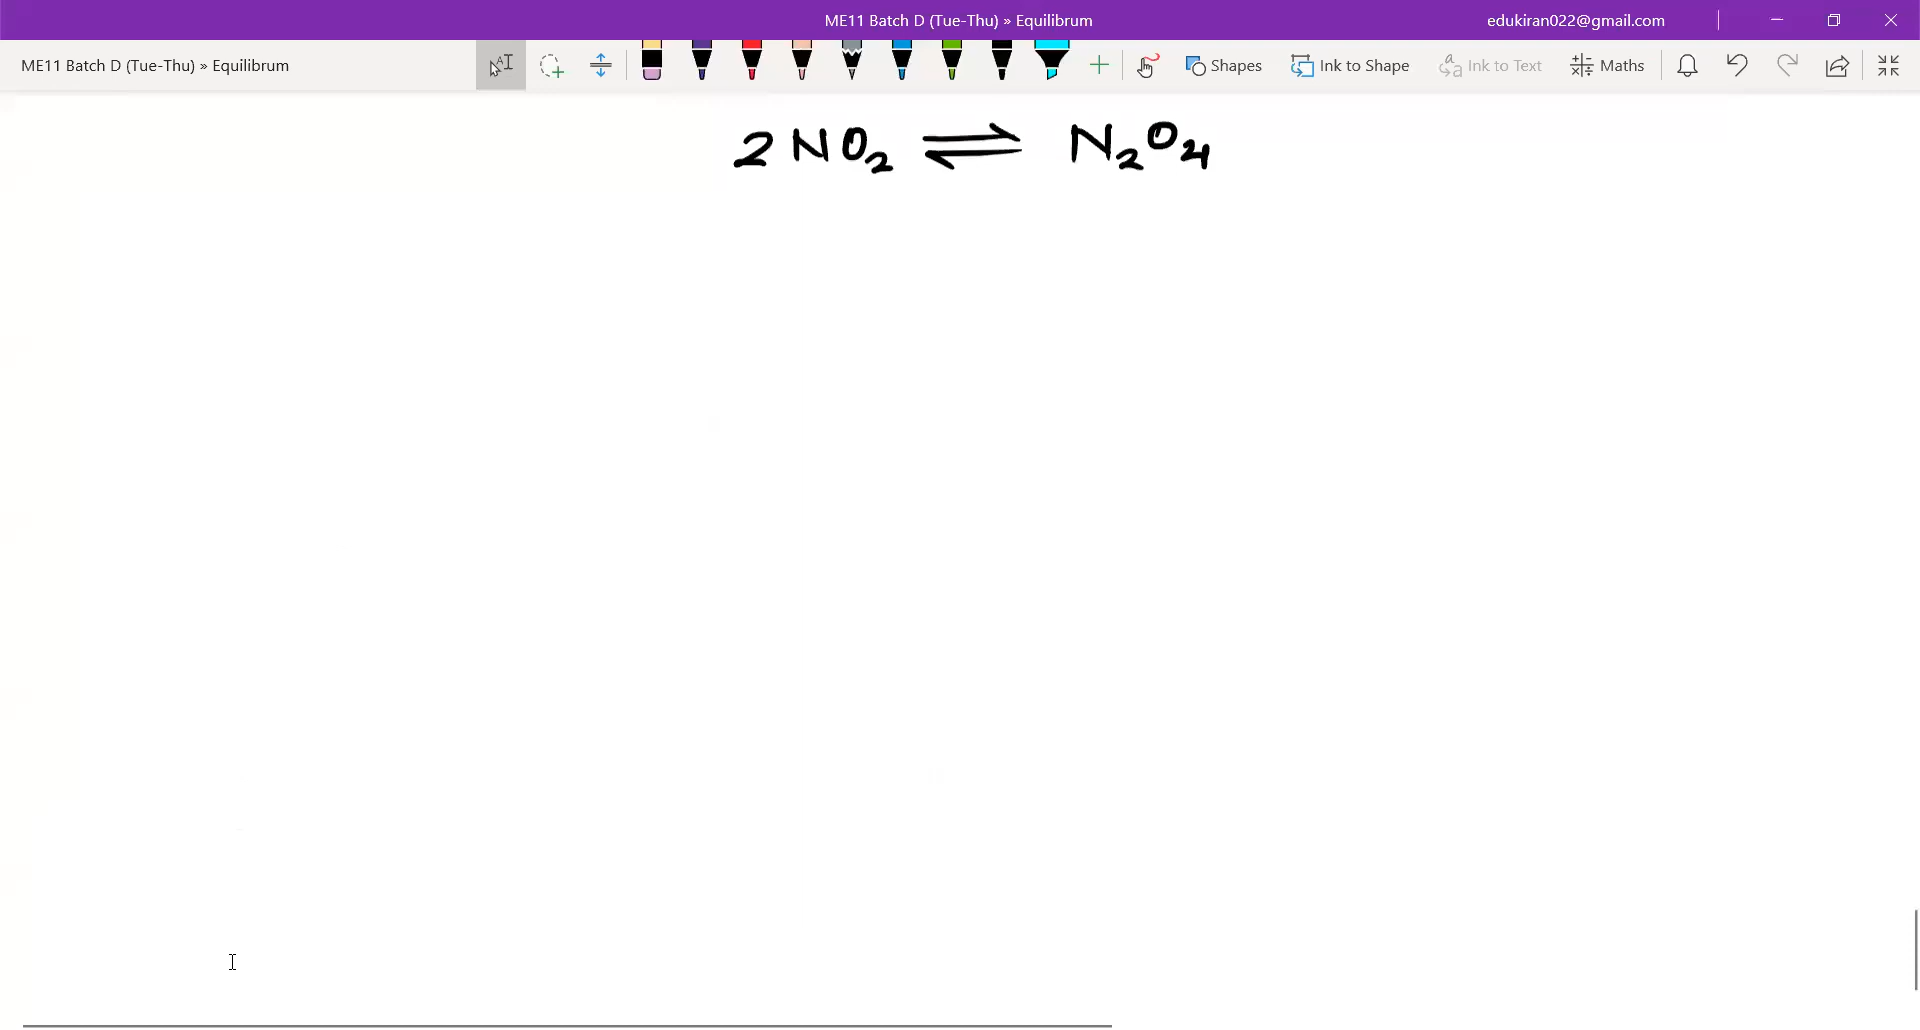 ME11 Batch D (Tue-Thu) » Equilibrum
edukiran022@gmail.com
ME11 Batch D (Tue-Thu) » Equilibrum
Shapes
Ink to Shape
Ink to Text
Maths
2 NO₂ ⇌ N₂O₄